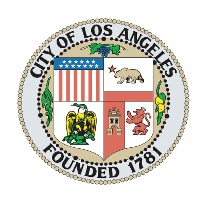 CITY OF LOS ANGELES
FOUNDED 1781